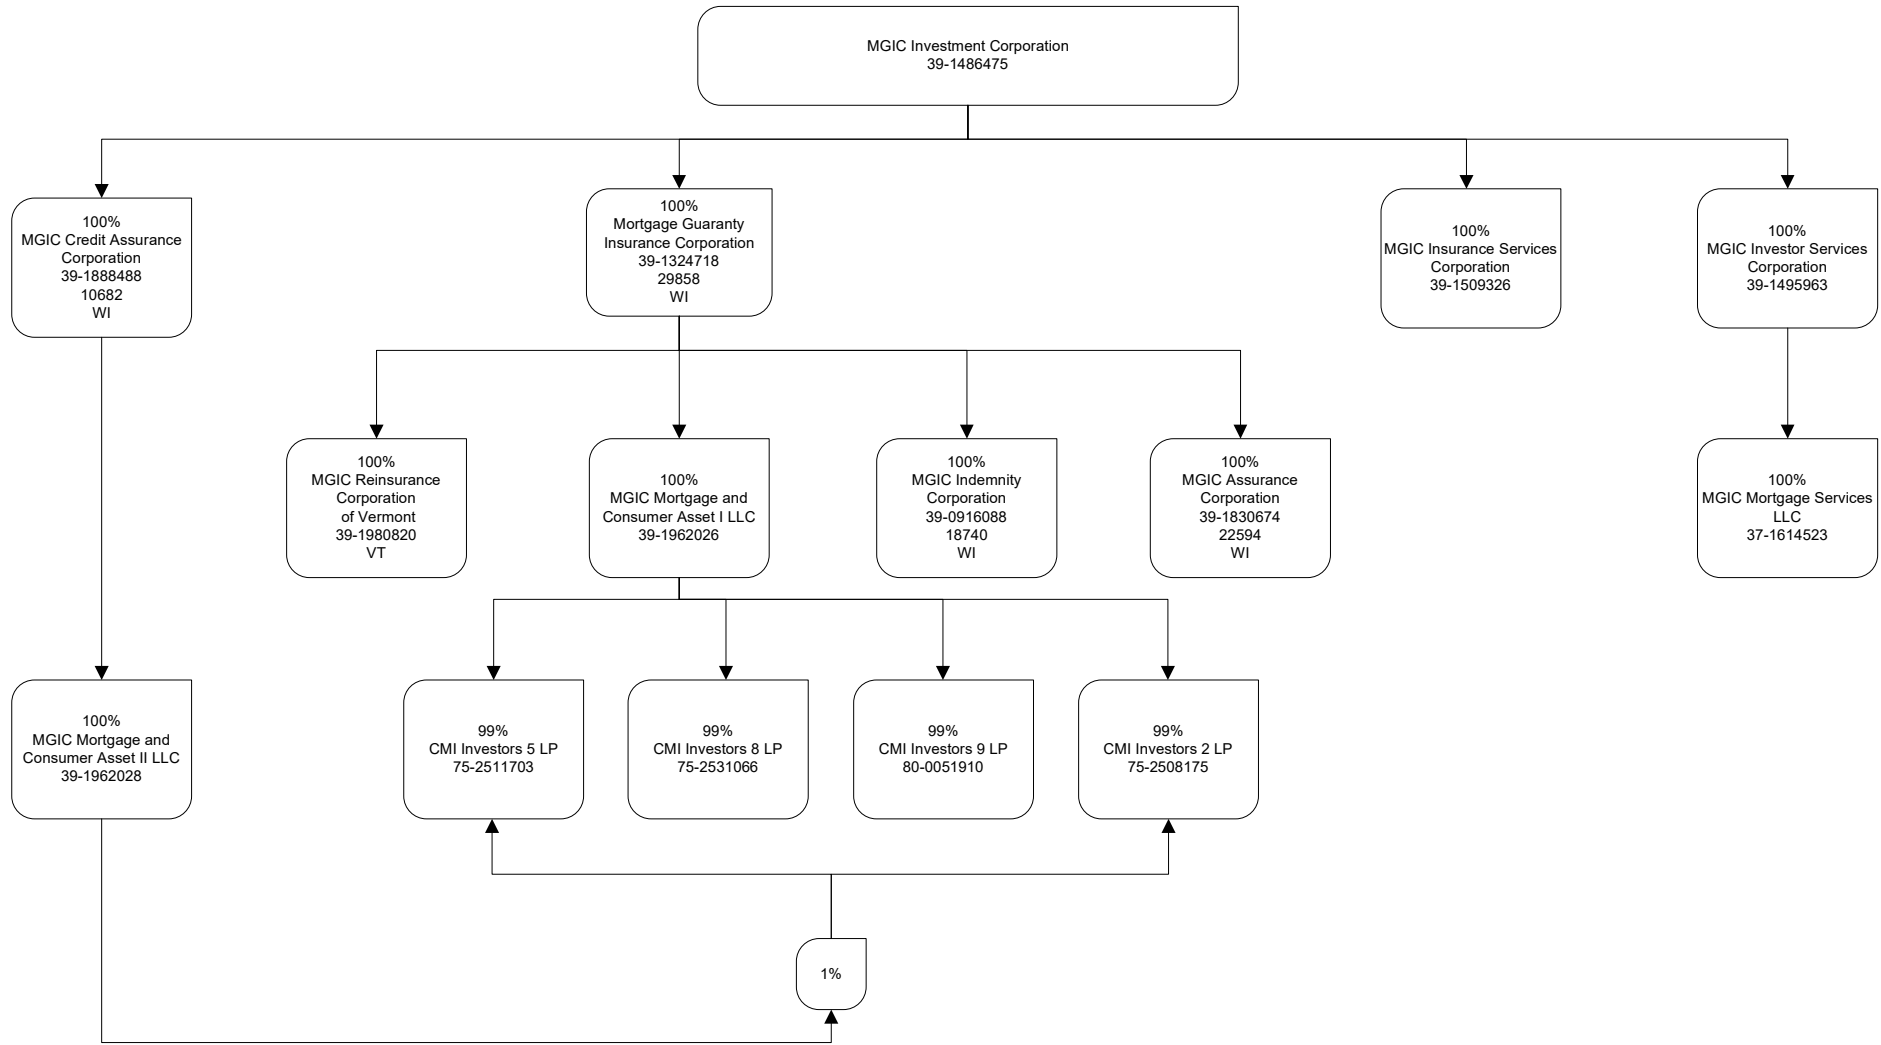 MGIC Investment Corporation
39-1486475
100%
MGIC Credit Assurance
Corporation
39-1888488
10682
WI
100%
Mortgage Guaranty
Insurance Corporation
39-1324718
29858
WI
100%
MGIC Insurance Services
Corporation
39-1509326
100%
MGIC Investor Services
Corporation
39-1495963
100%
MGIC Reinsurance
Corporation
of Vermont
39-1980820
VT
100%
MGIC Mortgage and
Consumer Asset I LLC
39-1962026
100%
MGIC Indemnity
Corporation
39-0916088
18740
WI
100%
MGIC Assurance
Corporation
39-1830674
22594
WI
100%
MGIC Mortgage Services
LLC
37-1614523
100%
MGIC Mortgage and
Consumer Asset II LLC
39-1962028
99%
CMI Investors 5 LP
75-2511703
99%
CMI Investors 8 LP
75-2531066
99%
CMI Investors 9 LP
80-0051910
99%
CMI Investors 2 LP
75-2508175
1%